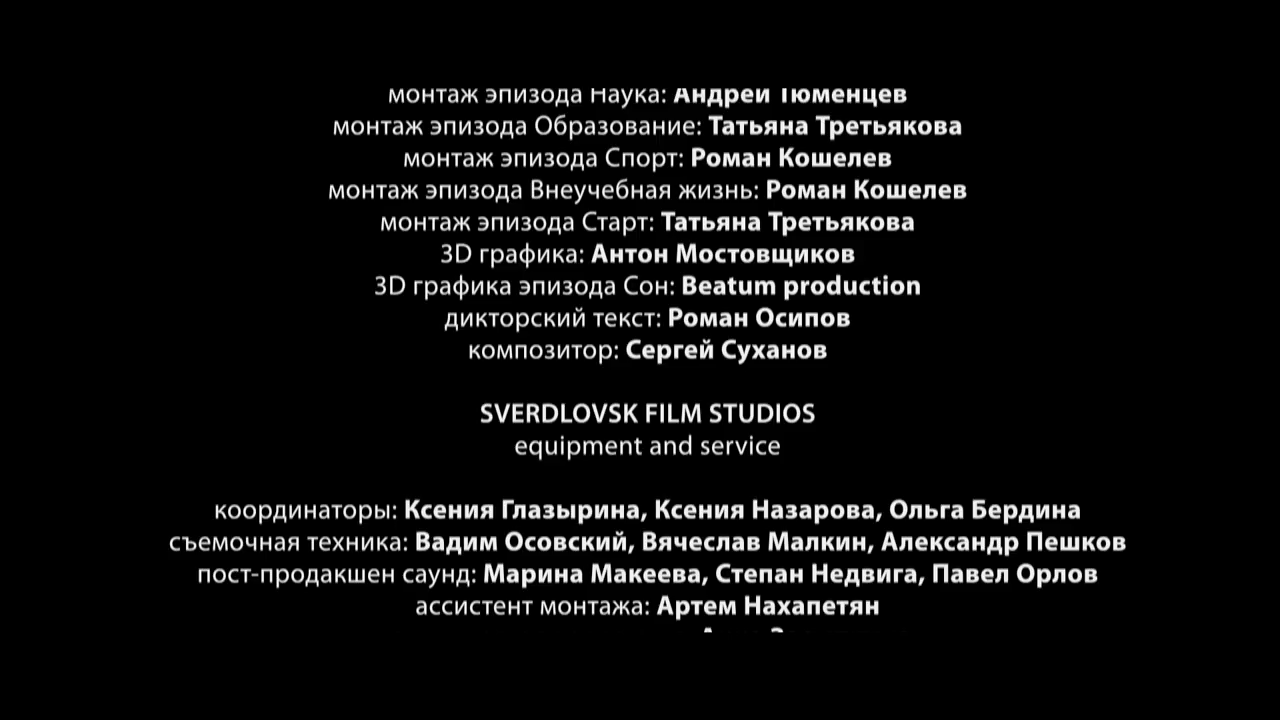 монтаж эпизода Наука: Андрей Тюменцев
монтаж эпизода Образование: Татьяна Третьякова
монтаж эпизода Спорт: Роман Кошелев
монтаж эпизода Внеучебная жизнь: Роман Кошелев
монтаж эпизода Старт: Татьяна Третьякова
3D графика: Антон Мостовщиков
3D графика эпизода Сон: Beatum production
дикторский текст: Роман Осипов
композитор: Сергей Суханов
SVERDLOVSK FILM STUDIOS
equipment and service
координаторы: Ксения Глазырина, Ксения Назарова, Ольга Бердина
съемочная техника: Вадим Осовский, Вячеслав Малкин, Александр Пешков
пост-продакшен саунд: Марина Макеева, Степан Недвига, Павел Орлов
ассистент монтажа: Артем Нахапетян